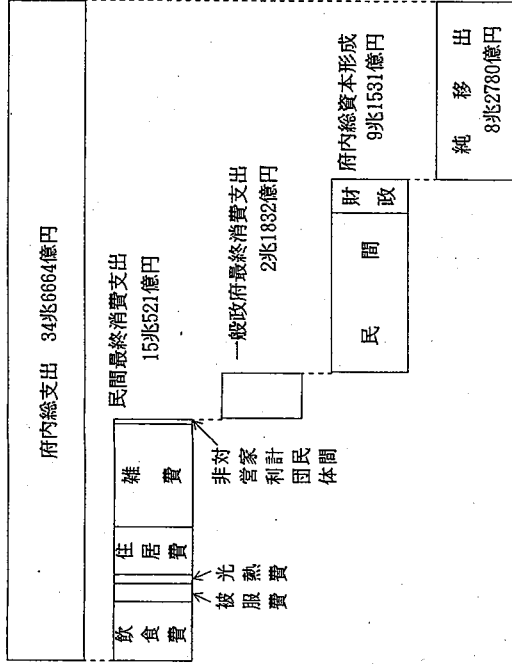 府内総支出 34兆6664億円
民間最終消費支出
15兆521億円
飲食費
被服費
光熱費
住居費
雑費
対家計民間
非営利団体
一般政府最終消費支出
2兆1832億円
府内総資本形成
9兆1531億円
民間
財政
純移出
8兆2780億円